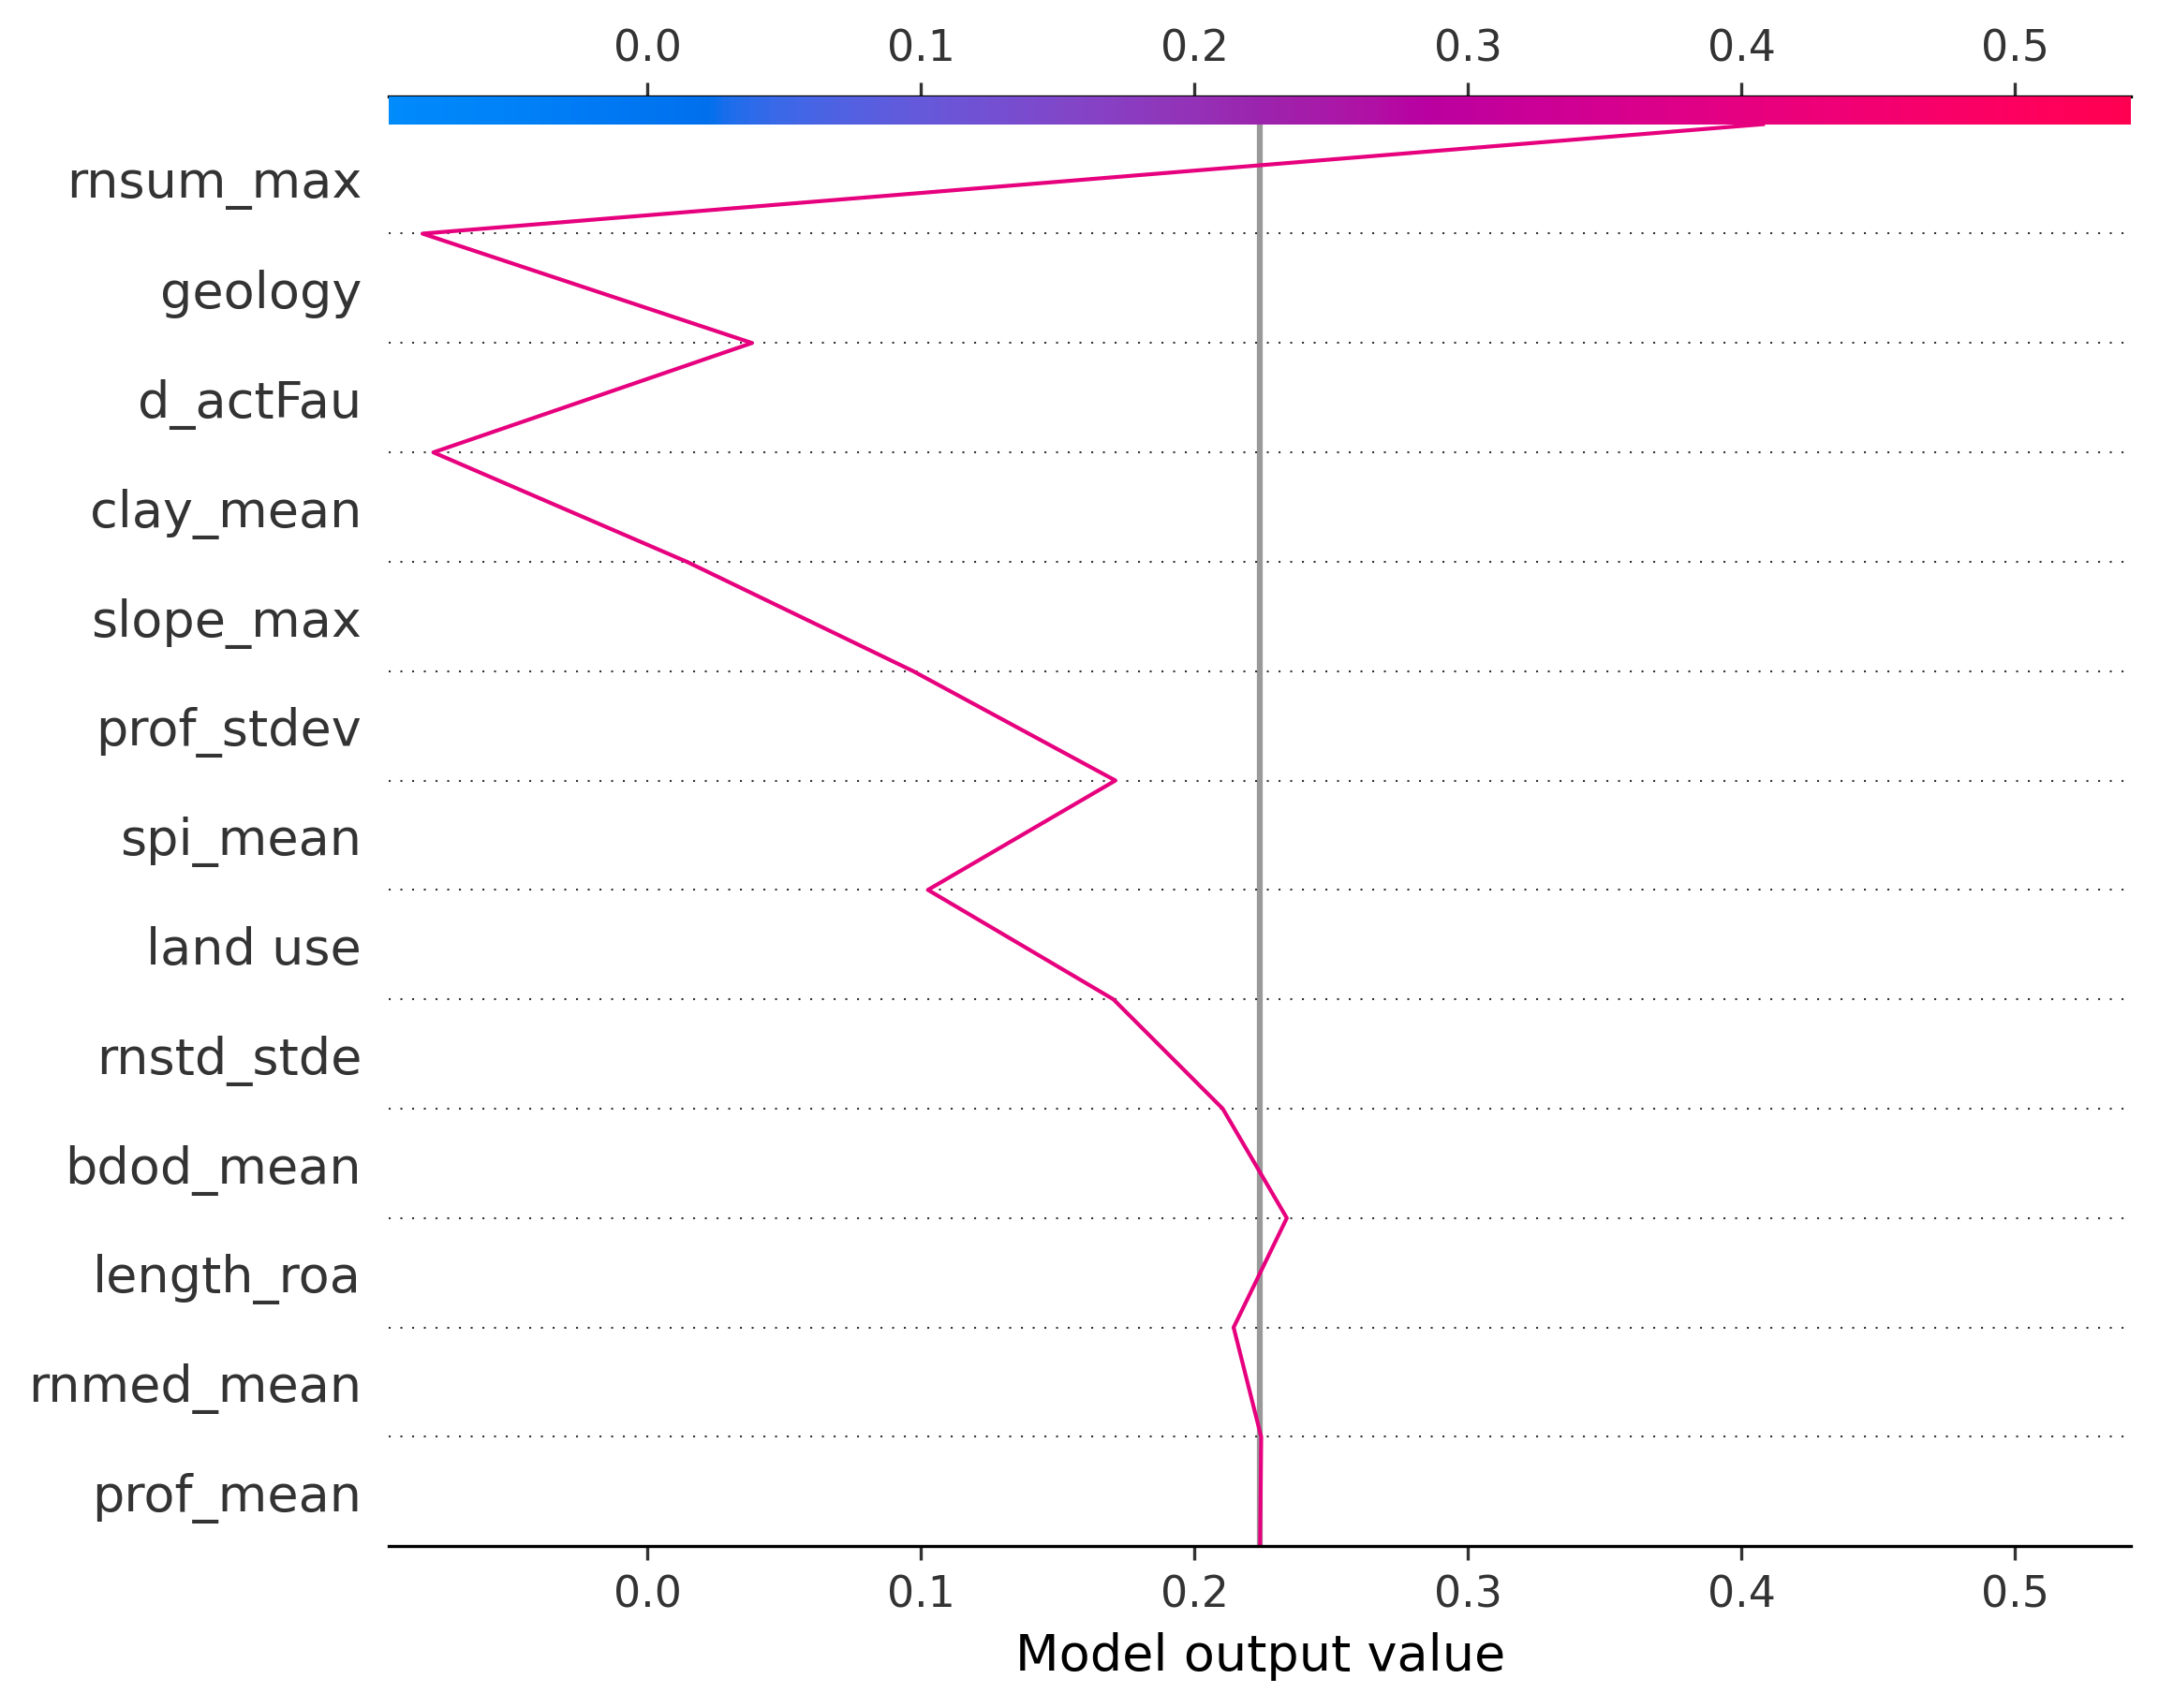 0.0 0.1 0.2 0.3 0.4 0.5
rnsum_max
geology
d_actFau
clay_mean
slope_max
prof_stdev
spi_mean
land use
rnstd_stde
bdod_mean
length_roa
rnmed_mean
prof_mean
0.0 0.1 0.2 0.3 0.4 0.5
Model output value